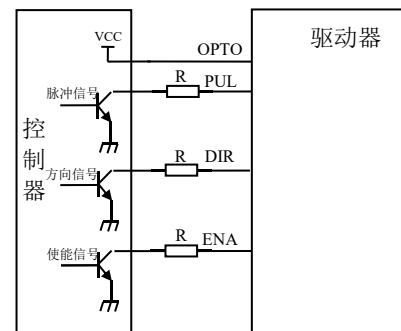 VCC
OPTO
驱动器
R PUL
脉冲信号
控制器
R DIR
方向信号
R ENA
使能信号